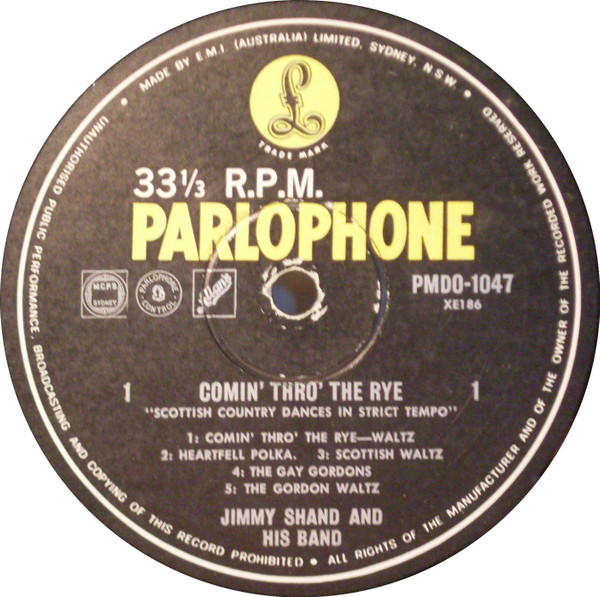 MADE BY E.M.I. (AUSTRALIA) LIMITED, SYDNEY, N.S.W.
£
TRADE MARK
33⅓ R.P.M.
PARLOPHONE
M.C.P.S
SYDNEY
PARLOPHONE
£
CONTROL
PMDO-1047
XE186
1 COMIN' THRO' THE RYE 1
"SCOTTISH COUNTRY DANCES IN STRICT TEMPO"
1: COMIN' THRO' THE RYE—WALTZ
2: HEARTFELL POLKA. 3: SCOTTISH WALTZ
4: THE GAY GORDONS
5: THE GORDON WALTZ
JIMMY SHAND AND
HIS BAND
UNAUTHORISED PUBLIC PERFORMANCE, BROADCASTING AND COPYING OF THIS RECORD PROHIBITED • ALL RIGHTS OF THE MANUFACTURER AND OF THE OWNER OF THE RECORDED WORK RESERVED